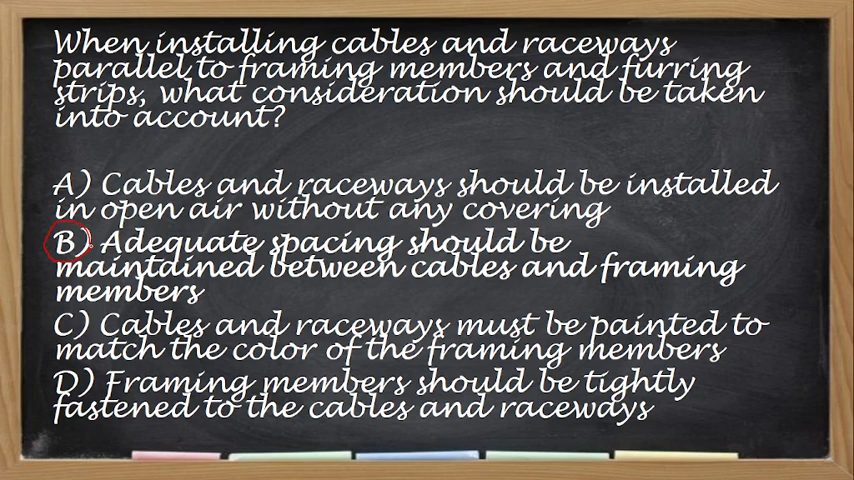 When installing cables and raceways
parallel to framing members and furring
strips, what consideration should be taken
into account?
A) Cables and raceways should be installed
in open air without any covering
B) Adequate spacing should be
maintained between cables and framing
members
C) Cables and raceways must be painted to
match the color of the framing members
D) Framing members should be tightly
fastened to the cables and raceways